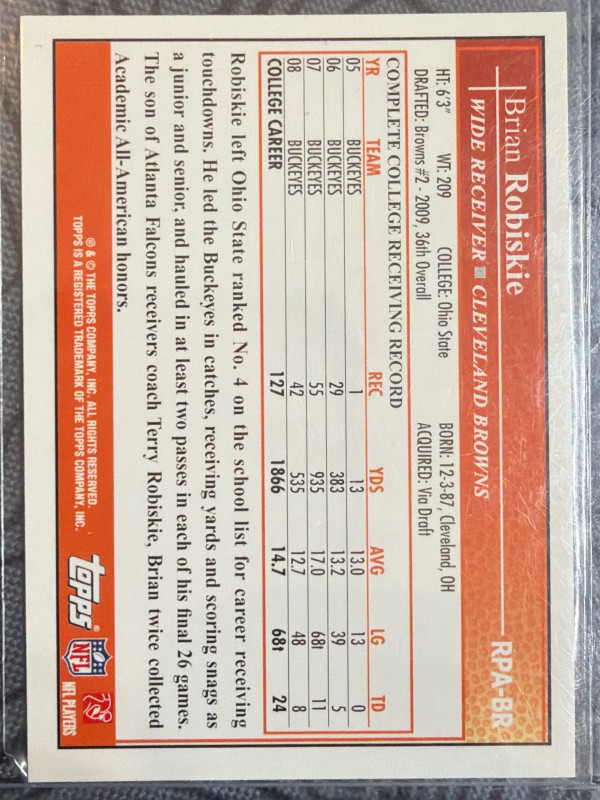 Brian Robiskie RPA-BR
WIDE RECEIVER ■ CLEVELAND BROWNS
HT: 6'3" WT: 209 COLLEGE: Ohio State BORN: 12-3-87, Cleveland, OH
DRAFTED: Browns #2 - 2009, 36th Overall ACQUIRED: Via Draft
COMPLETE COLLEGE RECEIVING RECORD
YR TEAM REC YDS AVG LG TD
05 BUCKEYES 1 13 13.0 13 0
06 BUCKEYES 29 383 13.2 39 5
07 BUCKEYES 55 935 17.0 68t 11
08 BUCKEYES 42 535 12.7 48 8
COLLEGE CAREER 127 1866 14.7 68t 24
Robiskie left Ohio State ranked No. 4 on the school list for career receiving
touchdowns. He led the Buckeyes in catches, receiving yards and scoring snags as
a junior and senior, and hauled in at least two passes in each of his final 26 games.
The son of Atlanta Falcons receivers coach Terry Robiskie, Brian twice collected
Academic All-American honors.
® & © THE TOPPS COMPANY, INC. ALL RIGHTS RESERVED.
TOPPS IS A REGISTERED TRADEMARK OF THE TOPPS COMPANY, INC.
topps®
NFL
NFL PLAYERS